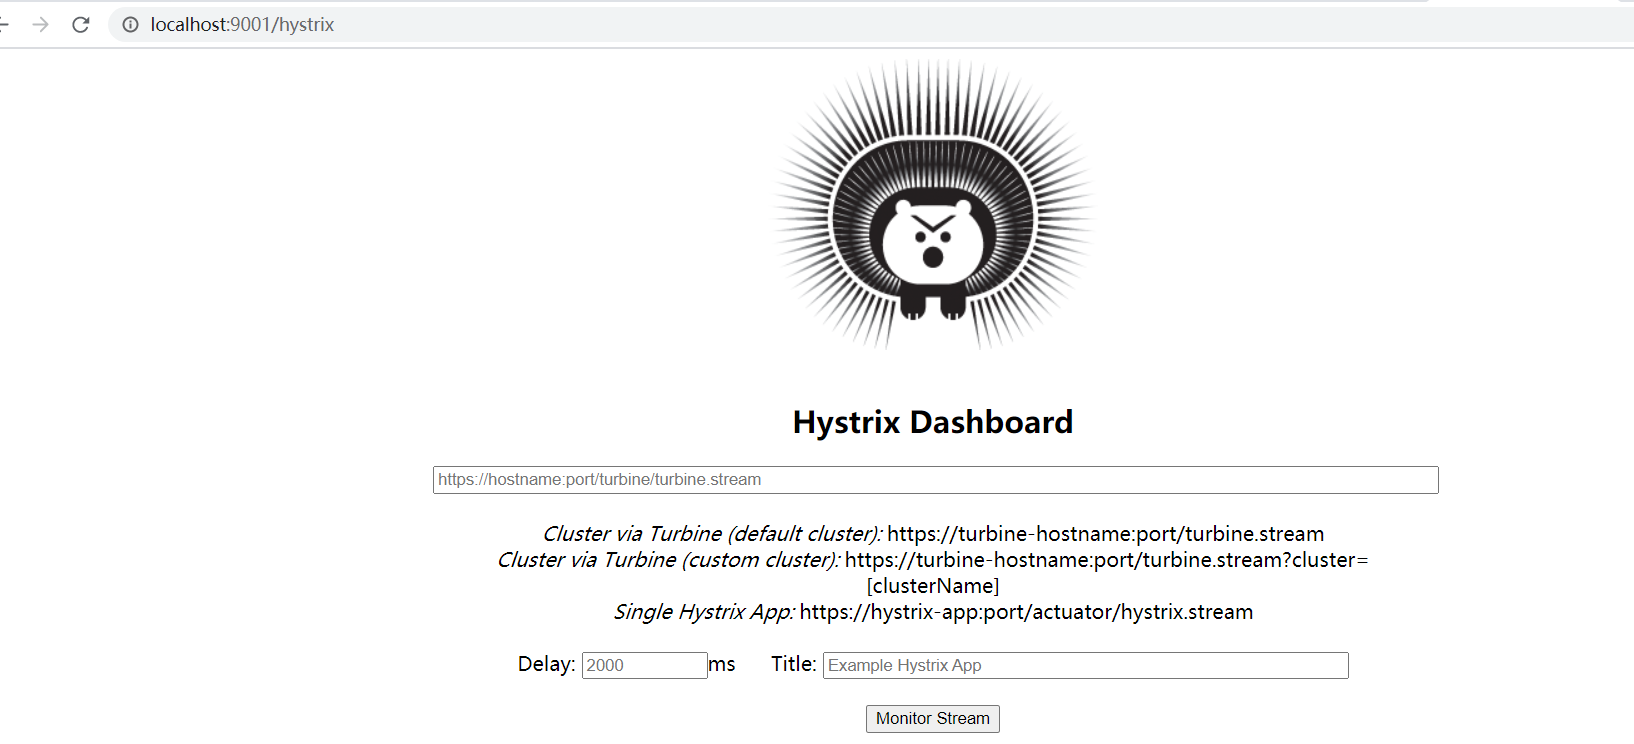 localhost:9001/hystrix
Hystrix Dashboard
https://hostname:port/turbine/turbine.stream
Cluster via Turbine (default cluster): https://turbine-hostname:port/turbine.stream
Cluster via Turbine (custom cluster): https://turbine-hostname:port/turbine.stream?cluster=
[clusterName]
Single Hystrix App: https://hystrix-app:port/actuator/hystrix.stream
Delay: 2000 ms Title: Example Hystrix App
Monitor Stream